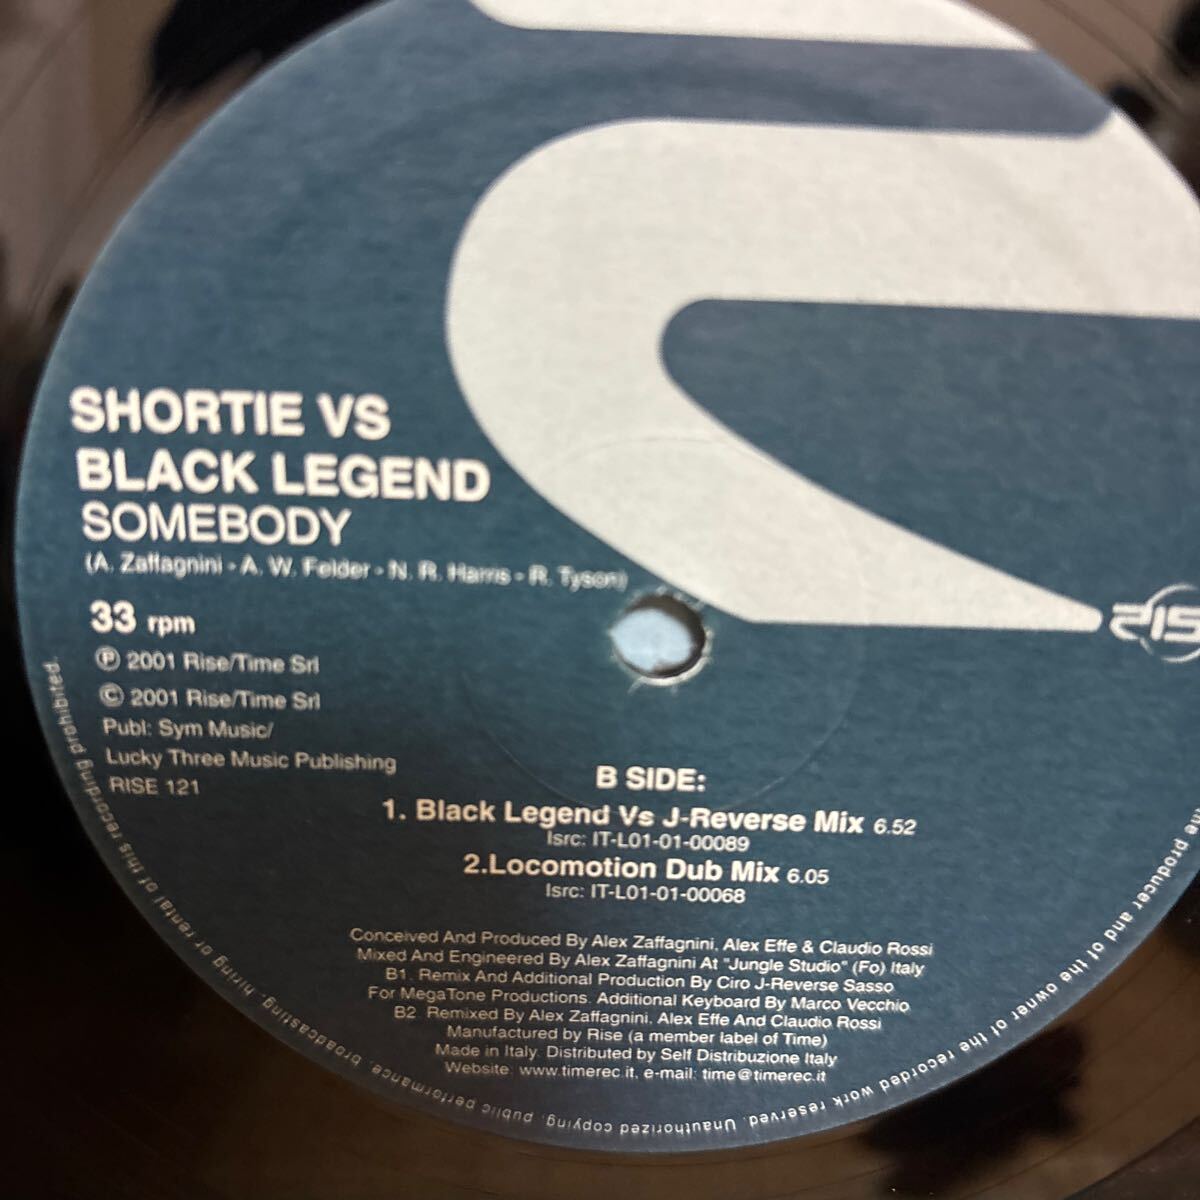 SHORTIE VS
BLACK LEGEND
SOMEBODY
(A. Zaffagnini - A. W. Felder - N. R. Harris - R. Tyson)
33 rpm
℗ 2001 Rise/Time Srl
© 2001 Rise/Time Srl
Publ: Sym Music/
Lucky Three Music Publishing
RISE 121
B SIDE:
1. Black Legend Vs J-Reverse Mix 6.52
Isrc: IT-L01-01-00089
2.Locomotion Dub Mix 6.05
Isrc: IT-L01-01-00068
Conceived And Produced By Alex Zaffagnini, Alex Effe & Claudio Rossi
Mixed And Engineered By Alex Zaffagnini At "Jungle Studio" (Fo) Italy
B1. Remix And Additional Production By Ciro J-Reverse Sasso
For MegaTone Productions. Additional Keyboard By Marco Vecchio
B2. Remixed By Alex Zaffagnini, Alex Effe And Claudio Rossi
Manufactured by Rise (a member label of Time)
Made in Italy. Distributed by Self Distribuzione Italy
Website: www.timerec.it, e-mail: time@timerec.it
producer and of the owner of the recorded work reserved. Unauthorized copying, public performance, broadcasting, hiring or rental of this recording prohibited.